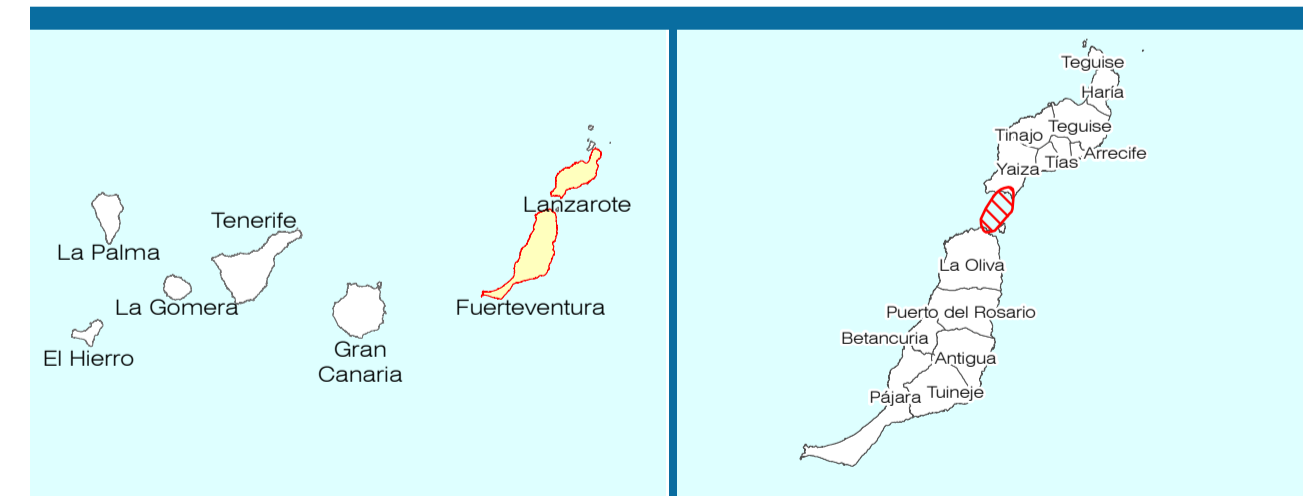 La Palma
Tenerife
La Gomera
El Hierro
Gran
Canaria
Lanzarote
Fuerteventura
Teguise
Haría
Teguise
Tinajo
Arrecife
Tías
Yaiza
La Oliva
Puerto del Rosario
Betancuria
Antigua
Tuineje
Pájara